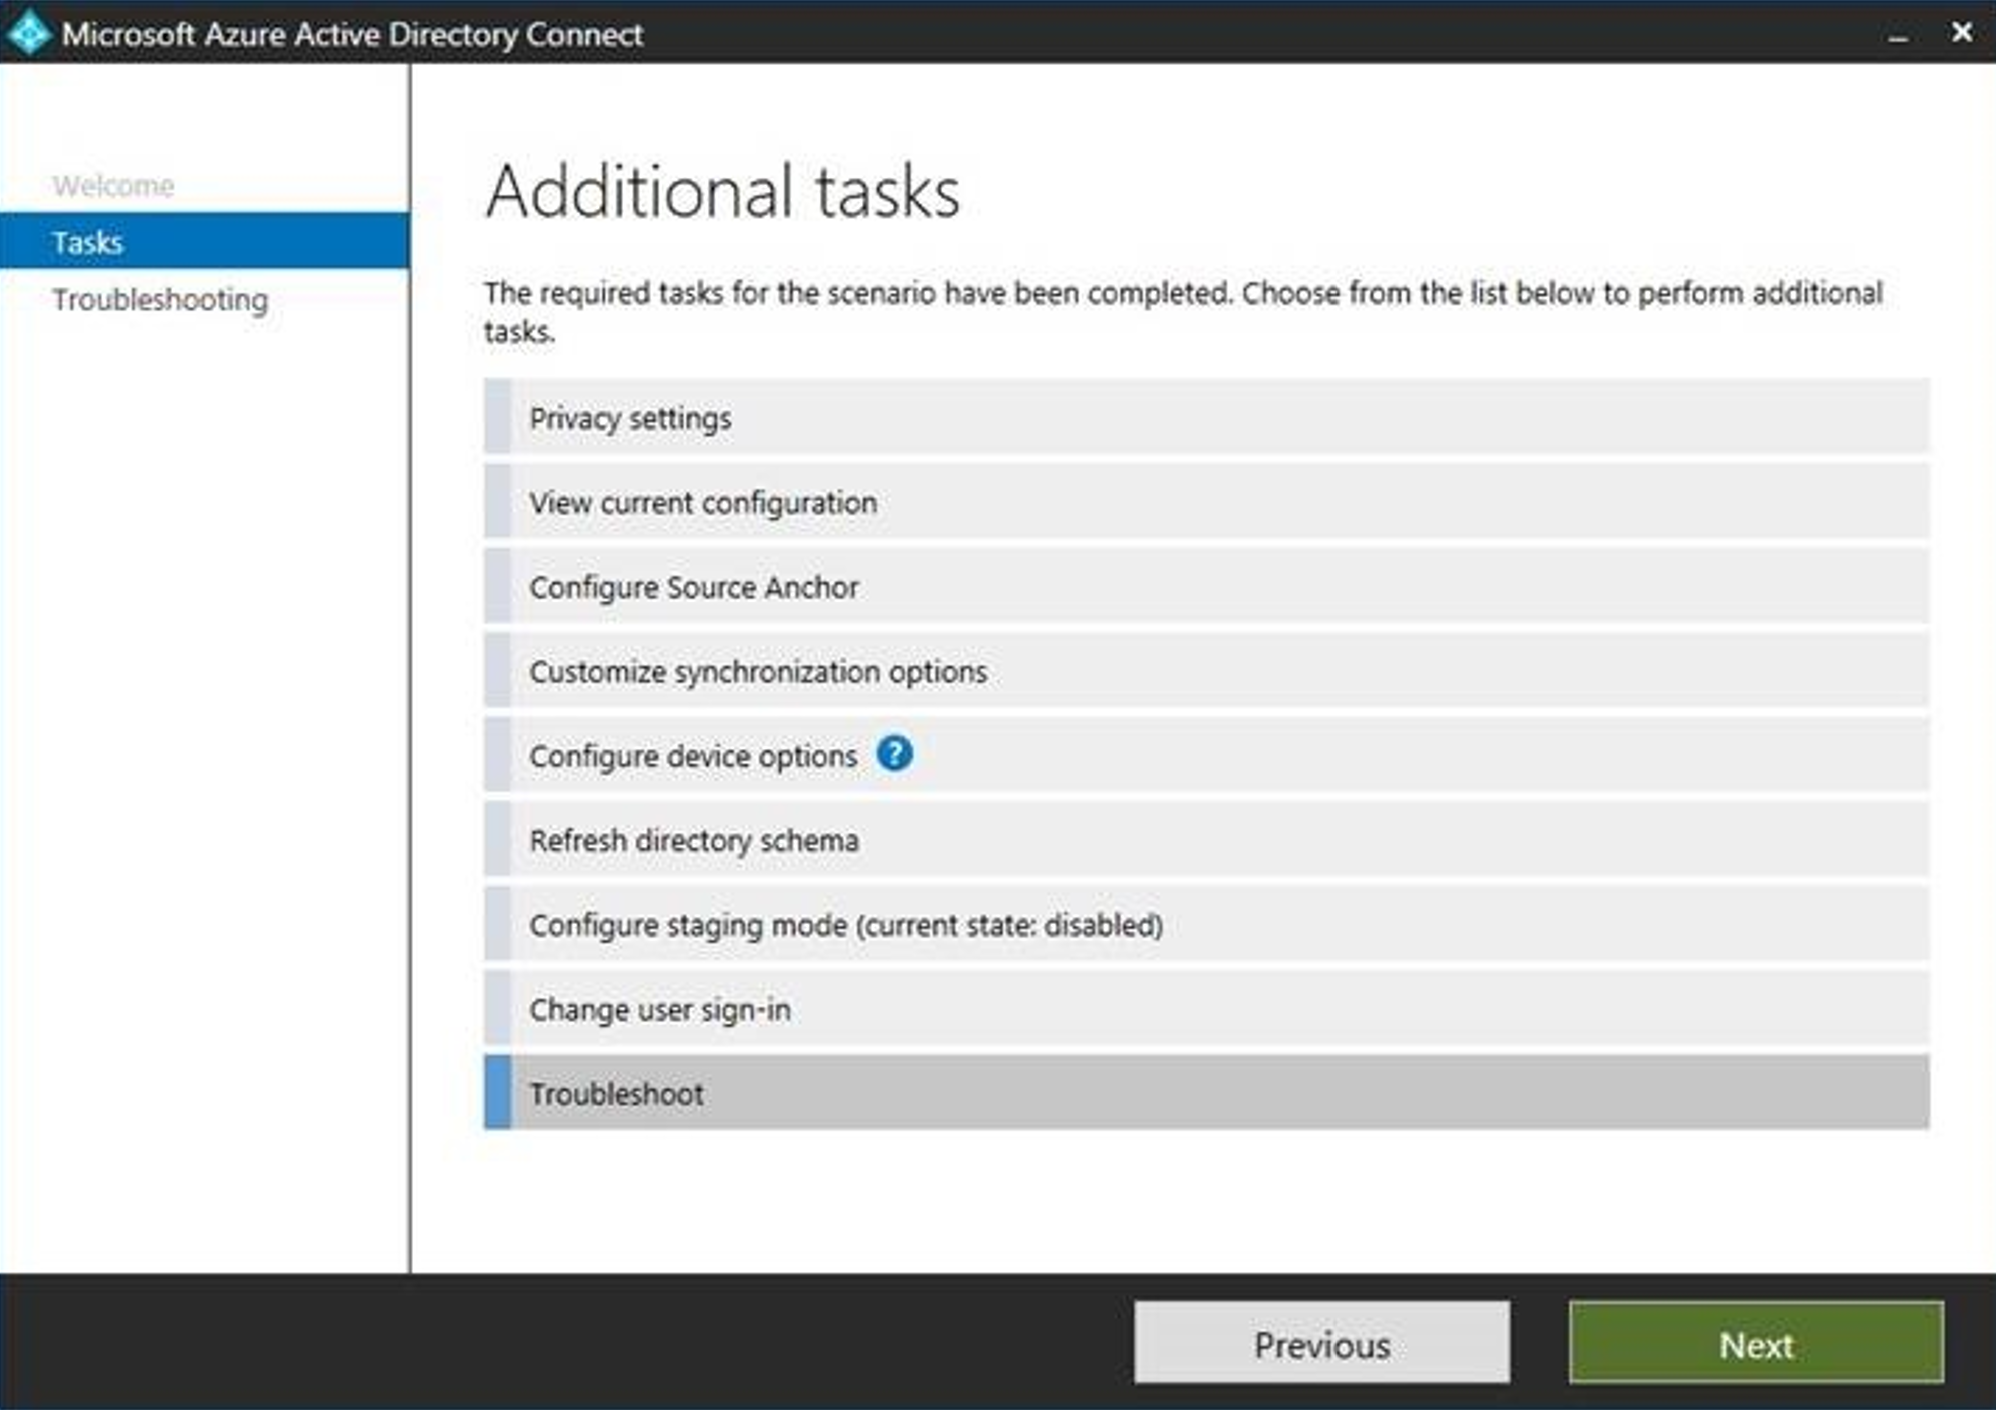 Microsoft Azure Active Directory Connect
Welcome
Tasks
Troubleshooting
Additional tasks
The required tasks for the scenario have been completed. Choose from the list below to perform additional
tasks.
Privacy settings
View current configuration
Configure Source Anchor
Customize synchronization options
Configure device options ?
Refresh directory schema
Configure staging mode (current state: disabled)
Change user sign-in
Troubleshoot
Previous
Next